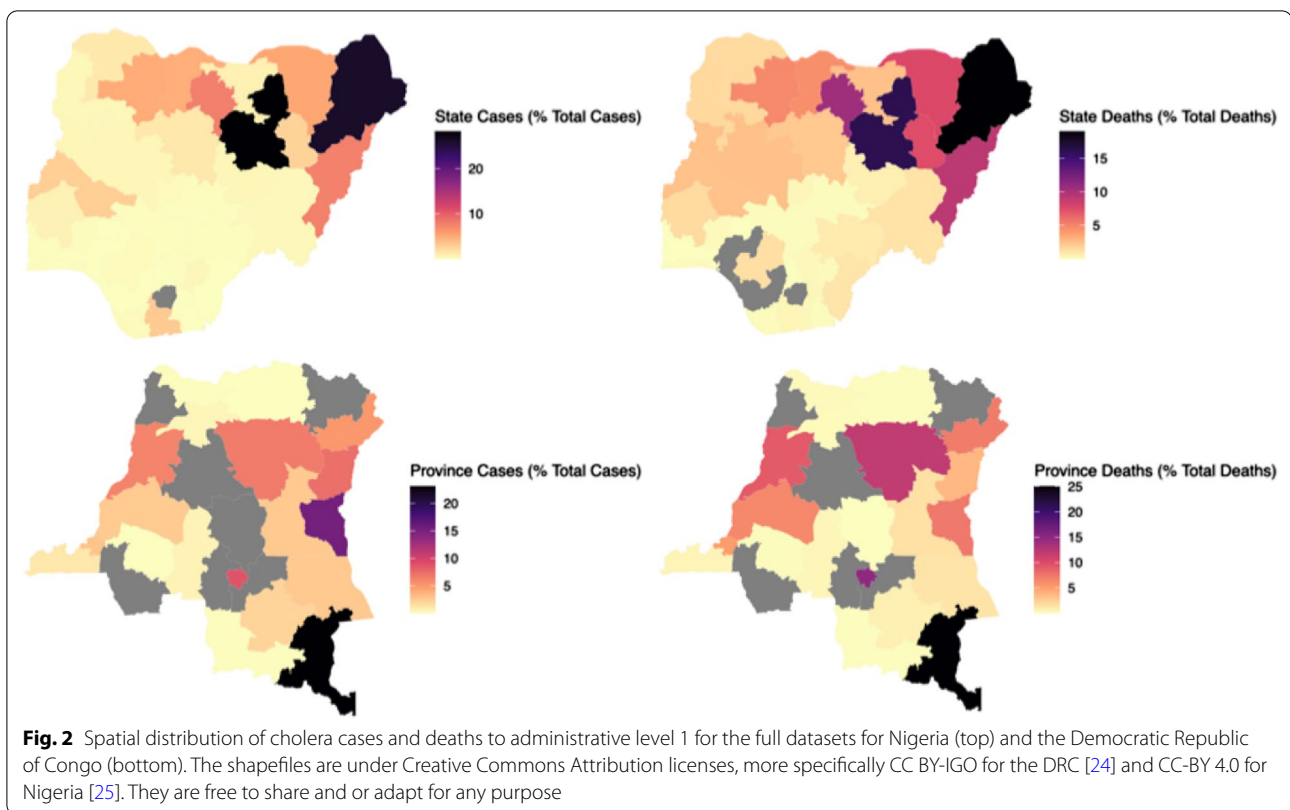 State Cases (% Total Cases)
20
10
State Deaths (% Total Deaths)
15
10
5
Province Cases (% Total Cases)
20
15
10
5
Province Deaths (% Total Deaths)
25
20
15
10
5
Fig. 2 Spatial distribution of cholera cases and deaths to administrative level 1 for the full datasets for Nigeria (top) and the Democratic Republic
of Congo (bottom). The shapefiles are under Creative Commons Attribution licenses, more specifically CC BY-IGO for the DRC [24] and CC-BY 4.0 for
Nigeria [25]. They are free to share and or adapt for any purpose